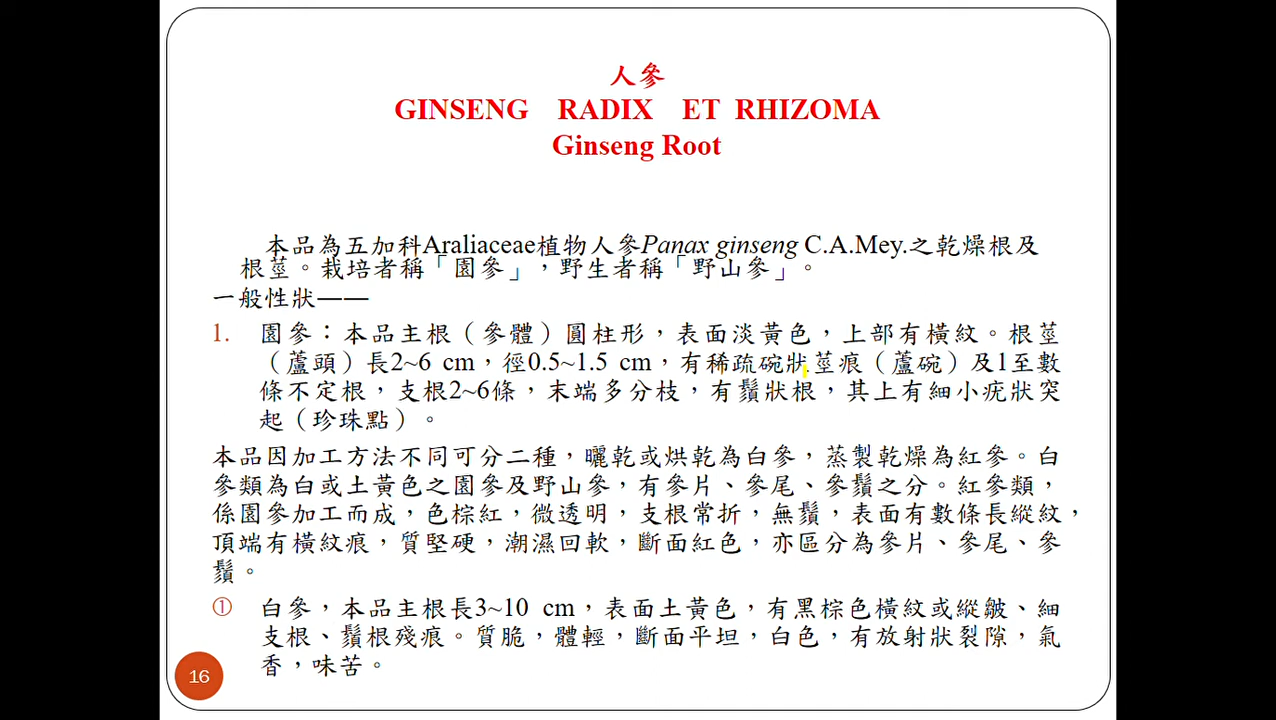 人參
GINSENG RADIX ET RHIZOMA
Ginseng Root
本品為五加科Araliaceae植物人參Panax ginseng C.A.Mey.之乾燥根及
根莖。栽培者稱「園參」，野生者稱「野山參」。
一般性狀——
1. 園參：本品主根（參體）圓柱形，表面淡黃色，上部有橫紋。根莖
（蘆頭）長2~6 cm，徑0.5~1.5 cm，有稀疏碗狀莖痕（蘆碗）及1至數
條不定根，支根2~6條，末端多分枝，有鬚狀根，其上有細小疣狀突
起（珍珠點）。
本品因加工方法不同可分二種，曬乾或烘乾為白參，蒸製乾燥為紅參。白
參類為白或土黃色之園參及野山參，有參片、參尾、參鬚之分。紅參類，
係園參加工而成，色棕紅，微透明，支根常折，無鬚，表面有數條長縱紋，
頂端有橫紋痕，質堅硬，潮濕回軟，斷面紅色，亦區分為參片、參尾、參
鬚。
① 白參，本品主根長3~10 cm，表面土黃色，有黑棕色橫紋或縱皺、細
支根、鬚根殘痕。質脆，體輕，斷面平坦，白色，有放射狀裂隙，氣
香，味苦。
16